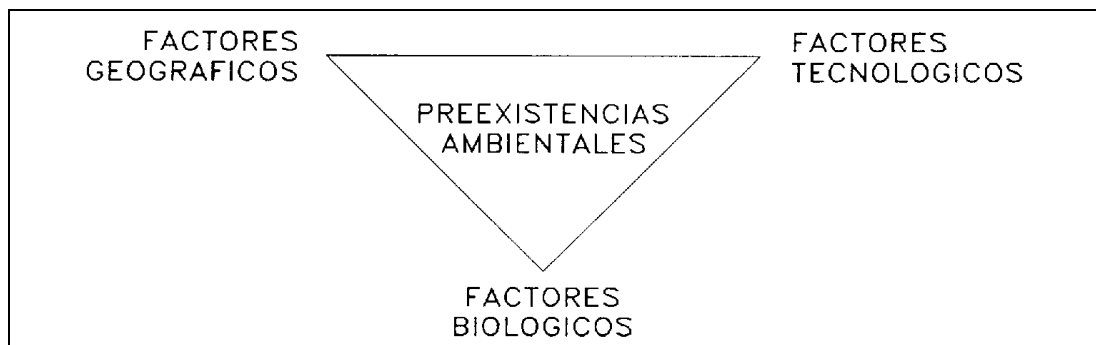 FACTORES
GEOGRAFICOS
FACTORES
TECNOLOGICOS
PREEXISTENCIAS
AMBIENTALES
FACTORES
BIOLOGICOS